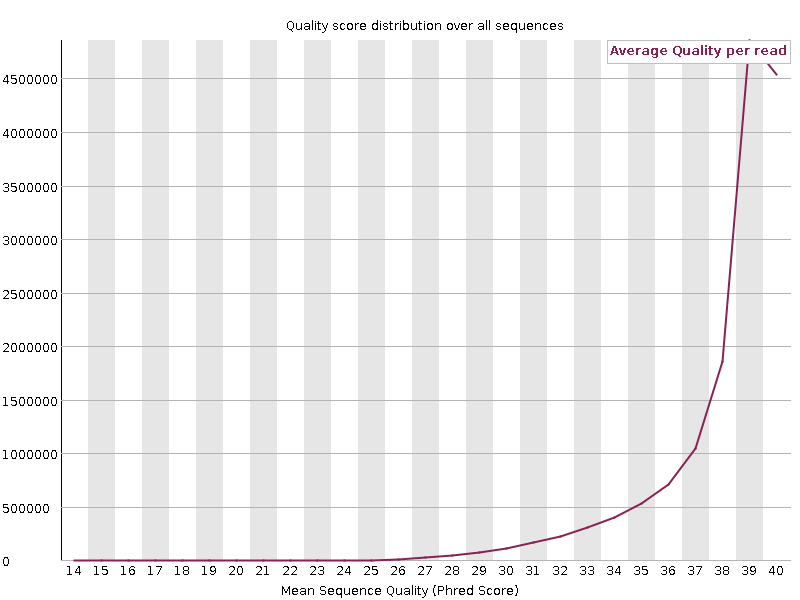 Quality score distribution over all sequences
Average Quality per read
4500000
4000000
3500000
3000000
2500000
2000000
1500000
1000000
500000
0
14 15 16 17 18 19 20 21 22 23 24 25 26 27 28 29 30 31 32 33 34 35 36 37 38 39 40
Mean Sequence Quality (Phred Score)